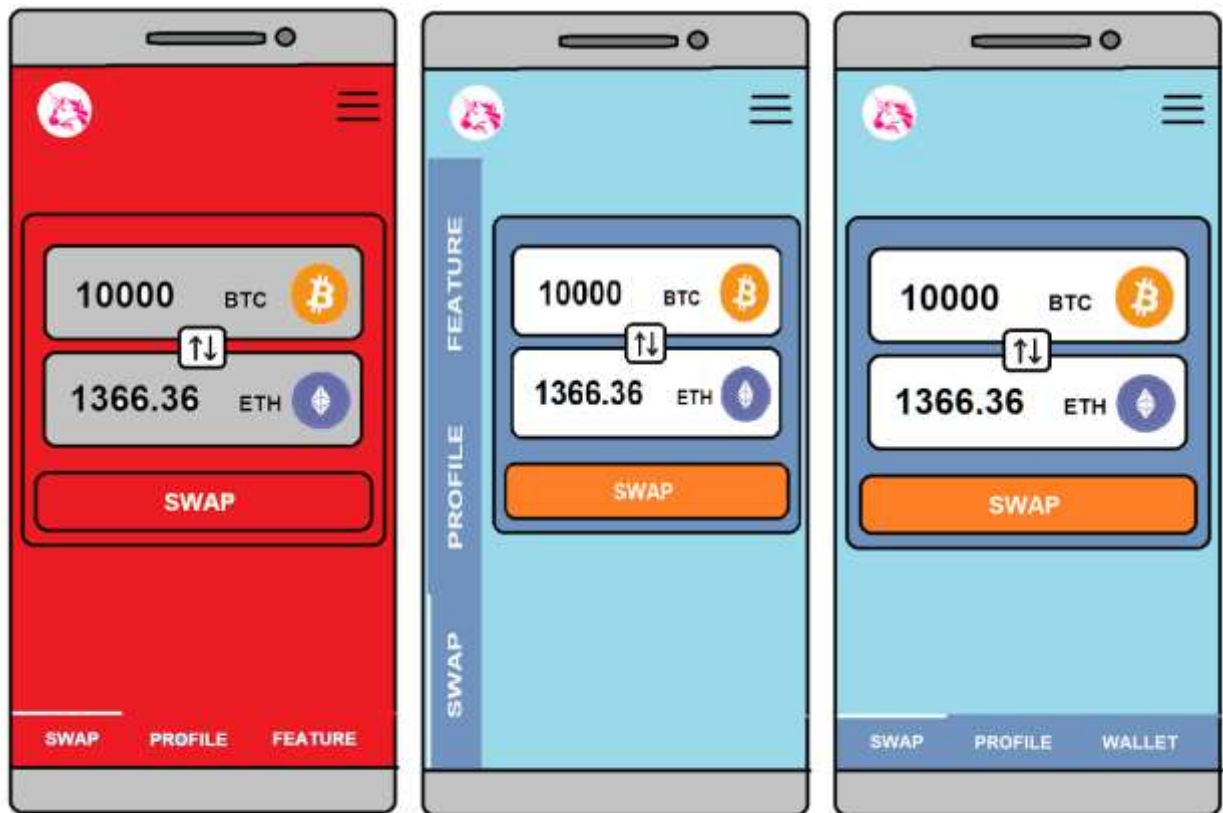 10000 BTC
1366.36 ETH
SWAP
SWAP PROFILE FEATURE
FEATURE
PROFILE
SWAP
10000 BTC
1366.36 ETH
SWAP
10000 BTC
1366.36 ETH
SWAP
SWAP PROFILE WALLET